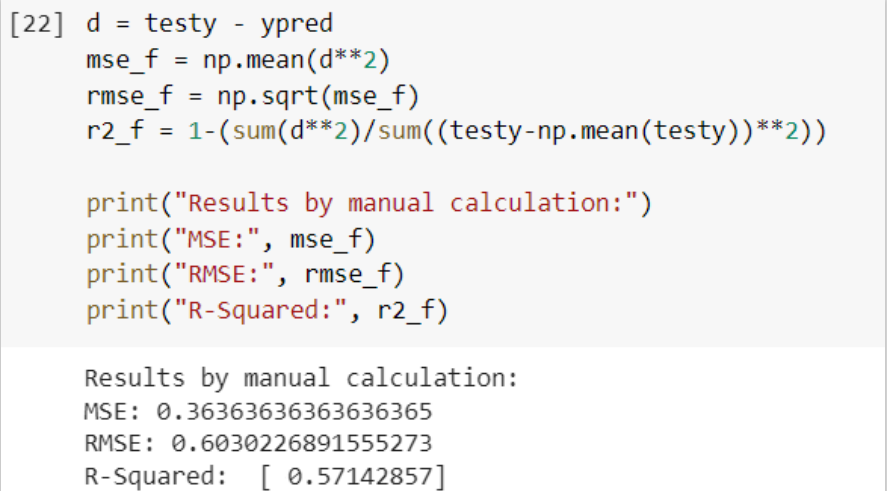 [22] d = testy - ypred
mse_f = np.mean(d**2)
rmse_f = np.sqrt(mse_f)
r2_f = 1-(sum(d**2)/sum((testy-np.mean(testy))**2))
print("Results by manual calculation:")
print("MSE:", mse_f)
print("RMSE:", rmse_f)
print("R-Squared:", r2_f)
Results by manual calculation:
MSE: 0.36363636363636365
RMSE: 0.6030226891555273
R-Squared:  [ 0.57142857]